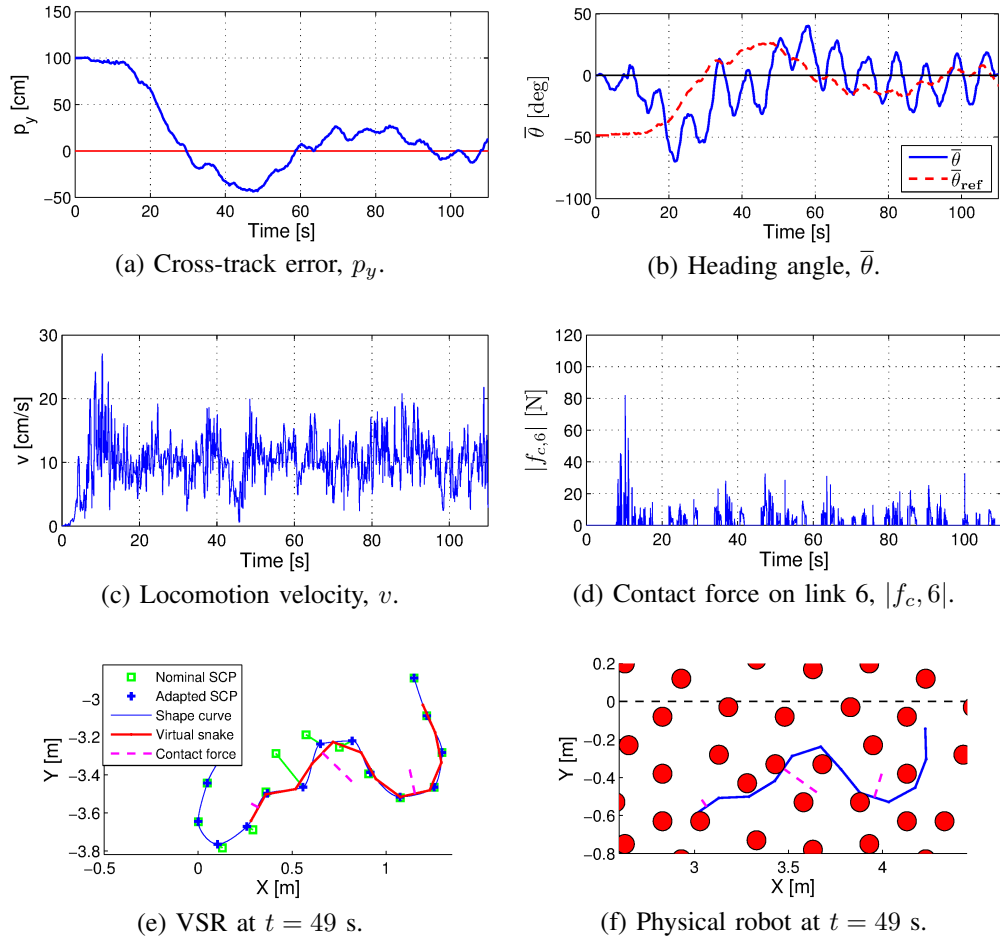 150
100
50
0
−50
p_y [cm]
0 20 40 60 80 100
Time [s]
(a) Cross-track error, p_y.
50
0
−50
−100
θ̅ [deg]
θ̅
θ̅_ref
0 20 40 60 80 100
Time [s]
(b) Heading angle, θ̅.
30
20
10
0
v [cm/s]
0 20 40 60 80 100
Time [s]
(c) Locomotion velocity, v.
120
100
80
60
40
20
0
|f_{c,6}| [N]
0 20 40 60 80 100
Time [s]
(d) Contact force on link 6, |f_c, 6|.
Nominal SCP
Adapted SCP
Shape curve
Virtual snake
Contact force
−3
−3.2
−3.4
−3.6
−3.8
Y [m]
−0.5 0 0.5 1
X [m]
(e) VSR at t = 49 s.
0.2
0
−0.2
−0.4
−0.6
−0.8
Y [m]
3 3.5 4
X [m]
(f) Physical robot at t = 49 s.